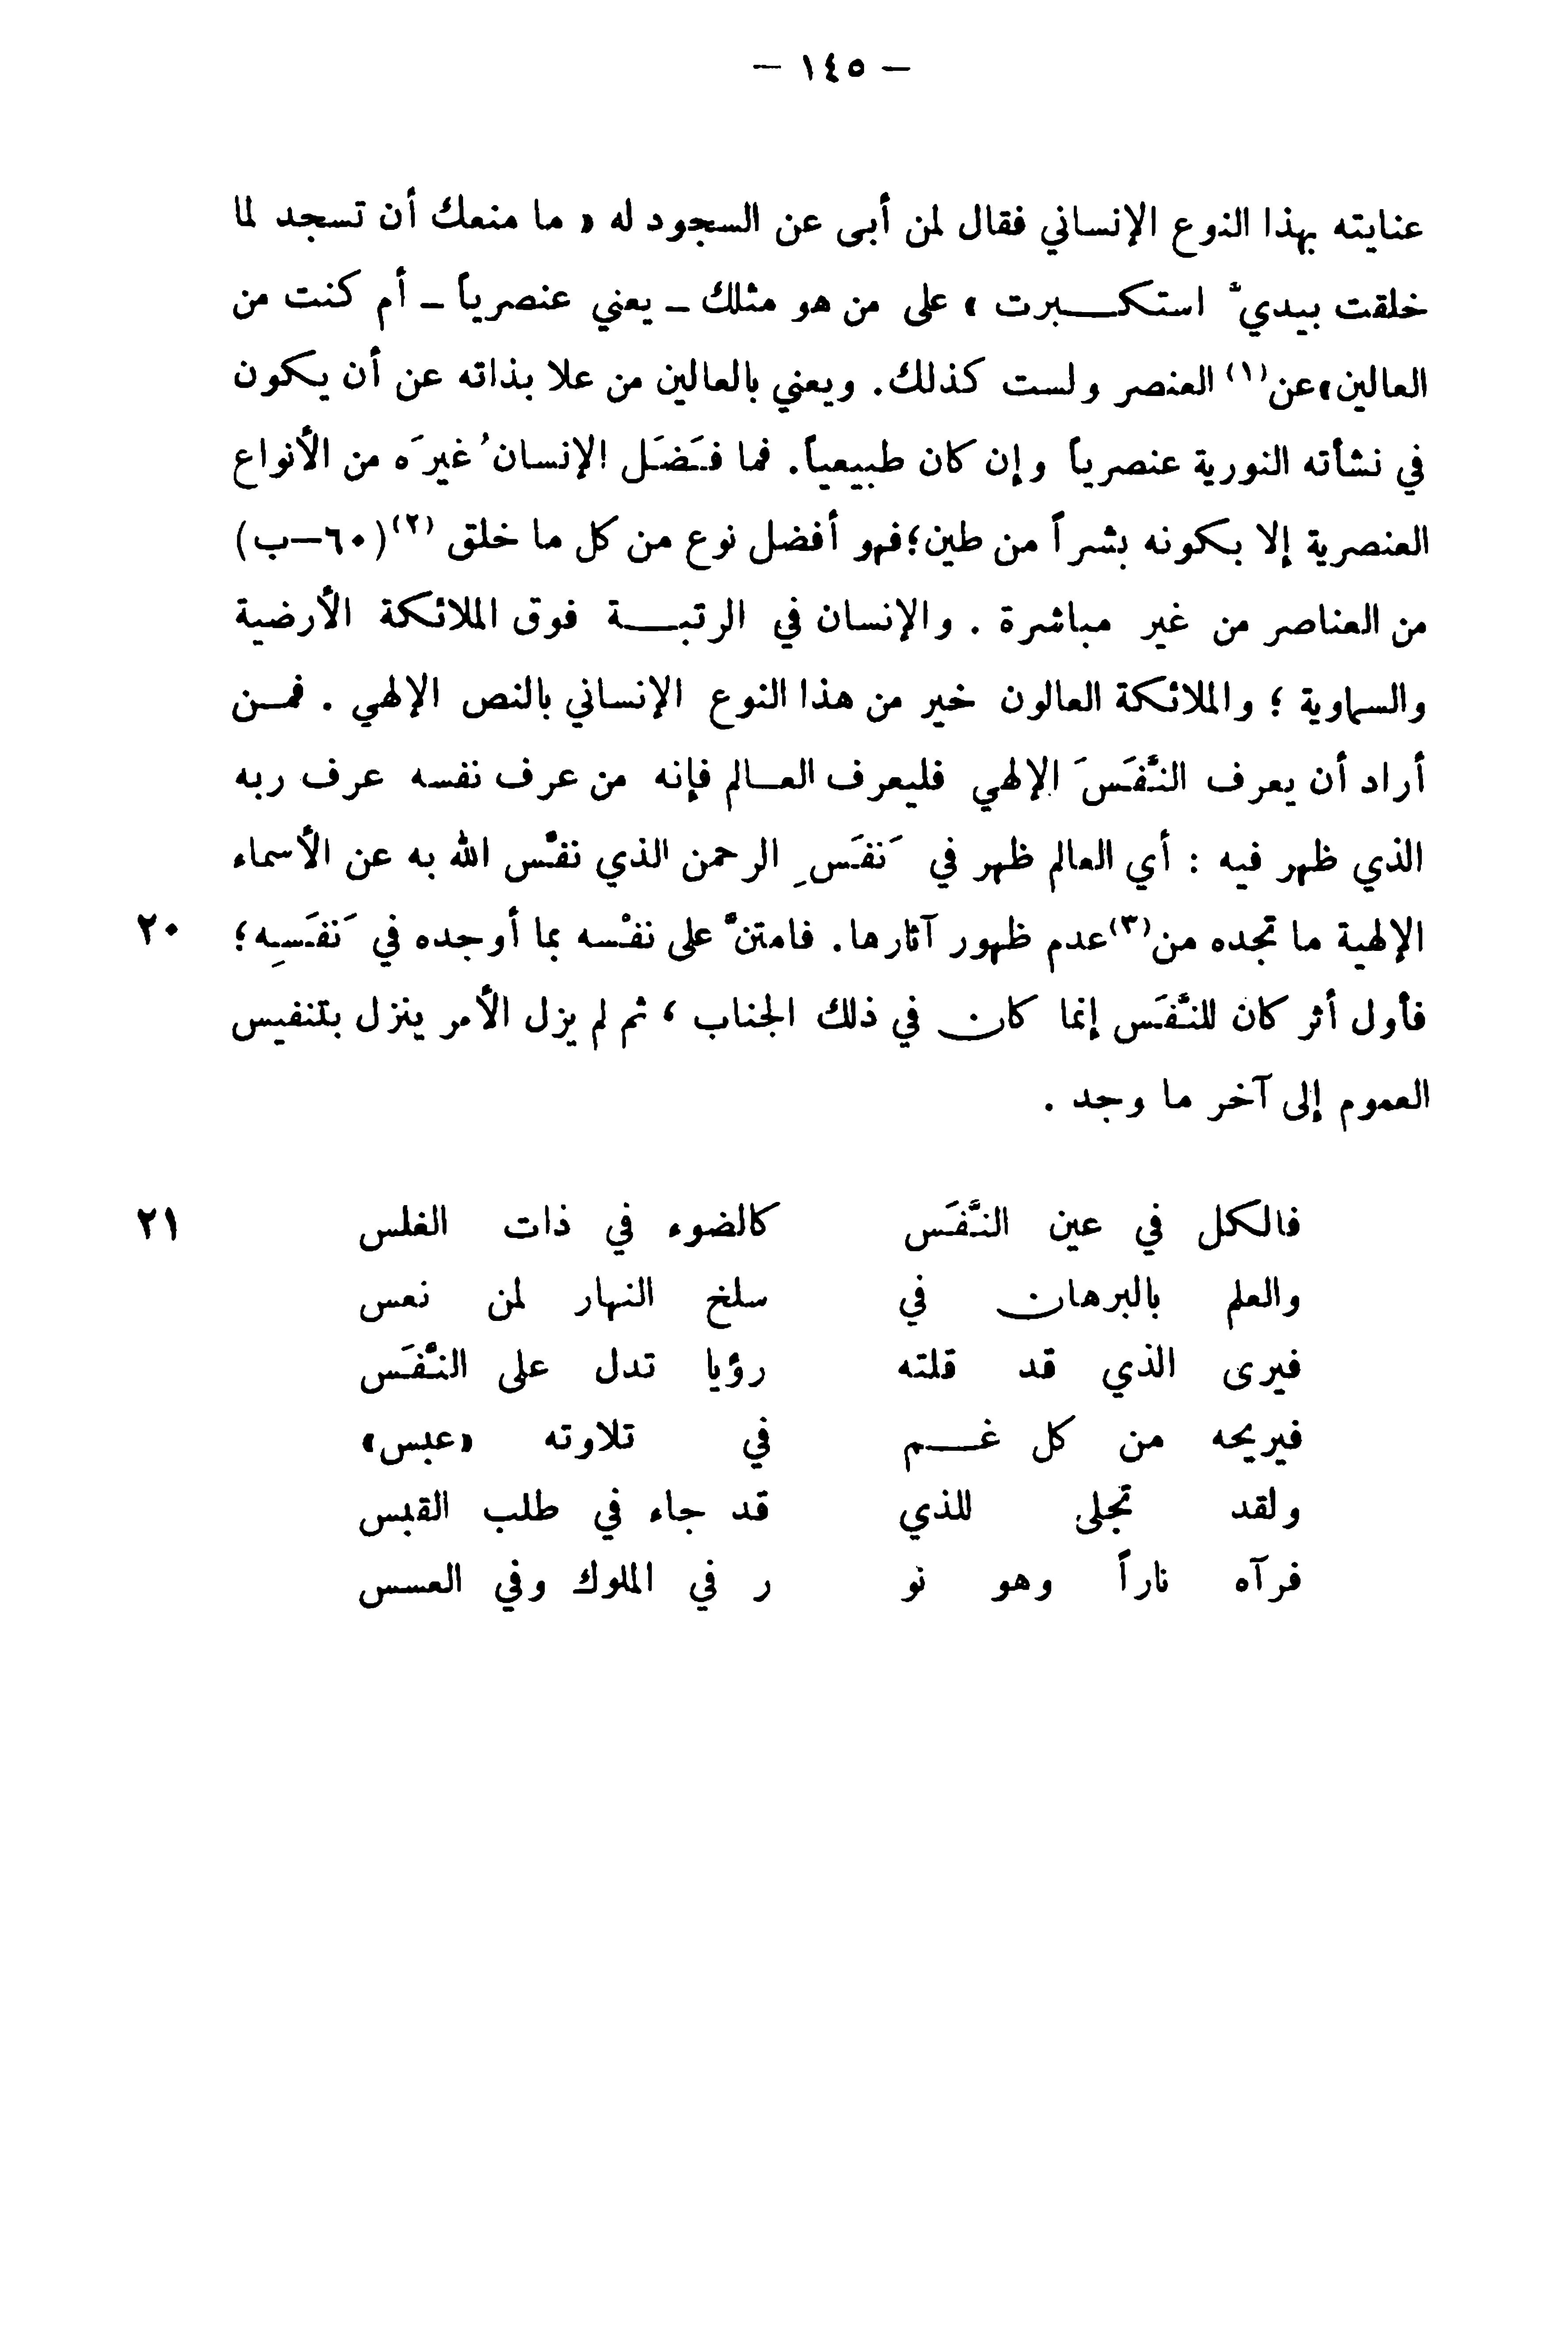 – ١٤٥ –
عنايته بهذا النوع الإنساني فقال لمن أبى عن السجود له « ما منعك أن تسجد لما
خلقت بيديّ استكبرت » على من هو مثلك – يعني عنصرياً – أم كنت من
العالين»عن(١) العنصر ولست كذلك. ويعني بالعالين من علا بذاته عن أن يكون
في نشأته النورية عنصرياً وإن كان طبيعياً. فما فَضَل الإنسانُ غيرَه من الأنواع
العنصرية إلا بكونه بشراً من طين؛ فهو أفضل نوع من كل ما خلق (٢) (٦٠–ب)
من العناصر من غير مباشرة . والإنسان في الرتبة فوق الملائكة الأرضية
والسماوية ؛ والملائكة العالون خير من هذا النوع الإنساني بالنص الإلهي . فمن
أراد أن يعرف النَّفَسَ الإلهي فليعرف العالم فإنه من عرف نفسه عرف ربه
الذي ظهر فيه : أي العالم ظهر في نَفَسِ الرحمن الذي نفَّس الله به عن الأسماء
الإلهية ما تجده من(٣)عدم ظهور آثارها. فامتنَّ على نفْسه بما أوجده في نَفَسِه؛ ٢٠
فأول أثر كان للنَّفَس إنما كان في ذلك الجناب ، ثم لم يزل الأمر ينزل بتنفيس
العموم إلى آخر ما وجد .
فالكل في عين النَّفَس كالضوء في ذات الغلس ٢١
والعلم بالبرهان في سلخ النهار لمن نعس
فيرى الذي قد قلته رؤيا تدل على النَّفَس
فيريحه من كل غم في تلاوته «عبس»
ولقد تجلى للذي قد جاء في طلب القبس
فرآه ناراً وهو نو ر في الملوك وفي العسس